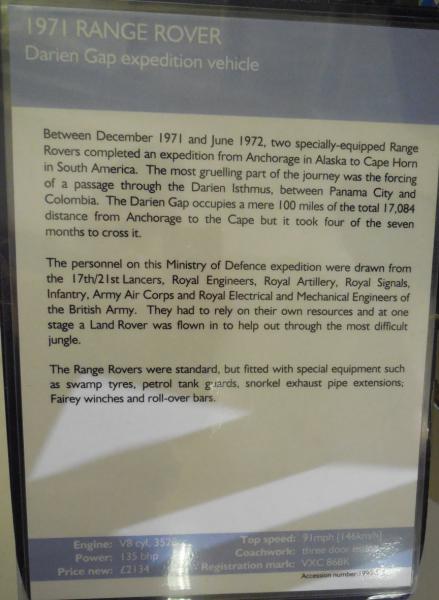 1971 RANGE ROVER
Darien Gap expedition vehicle
Between December 1971 and June 1972, two specially-equipped Range
Rovers completed an expedition from Anchorage in Alaska to Cape Horn
in South America. The most gruelling part of the journey was the forcing
of a passage through the Darien Isthmus, between Panama City and
Colombia. The Darien Gap occupies a mere 100 miles of the total 17,084
distance from Anchorage to the Cape but it took four of the seven
months to cross it.
The personnel on this Ministry of Defence expedition were drawn from
the 17th/21st Lancers, Royal Engineers, Royal Artillery, Royal Signals,
Infantry, Army Air Corps and Royal Electrical and Mechanical Engineers of
the British Army. They had to rely on their own resources and at one
stage a Land Rover was flown in to help out through the most difficult
jungle.
The Range Rovers were standard, but fitted with special equipment such
as swamp tyres, petrol tank guards, snorkel exhaust pipe extensions;
Fairey winches and roll-over bars.
Engine: V8 cyl, Top speed: 91mph (146km/h)
Power: 135 bhp Coachwork: three door
Price new: £2134 Registration mark: VXC 868K
Accession number: